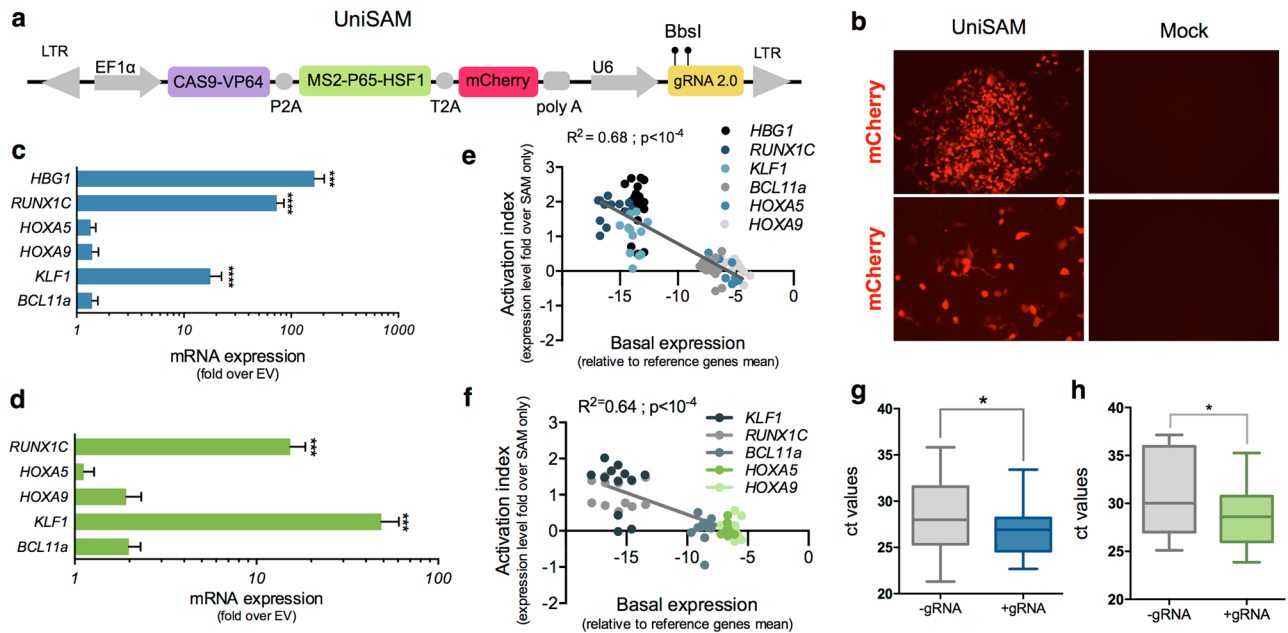 a
UniSAM
LTR
EF1α
CAS9-VP64
P2A
MS2-P65-HSF1
T2A
mCherry
poly A
U6
BbsI
gRNA 2.0
LTR
b
UniSAM
Mock
mCherry
mCherry
c
HBG1
RUNX1C
HOXA5
HOXA9
KLF1
BCL11a
***
****
****
1
10
100
1000
mRNA expression
(fold over EV)
d
RUNX1C
HOXA5
HOXA9
KLF1
BCL11a
***
***
1
10
100
mRNA expression
(fold over EV)
e
R²= 0.68 ; p<10⁻⁴
HBG1
RUNX1C
KLF1
BCL11a
HOXA5
HOXA9
Activation index
(expression level fold over SAM only)
3
2
1
0
-1
-2
-15
-10
-5
0
Basal expression
(relative to reference genes mean)
f
R²=0.64 ; p<10⁻⁴
KLF1
RUNX1C
BCL11a
HOXA5
HOXA9
Activation index
(expression level fold over SAM only)
3
2
1
0
-1
-2
-15
-10
-5
0
Basal expression
(relative to reference genes mean)
g
*
ct values
40
35
30
25
20
-gRNA
+gRNA
h
*
ct values
40
35
30
25
20
-gRNA
+gRNA